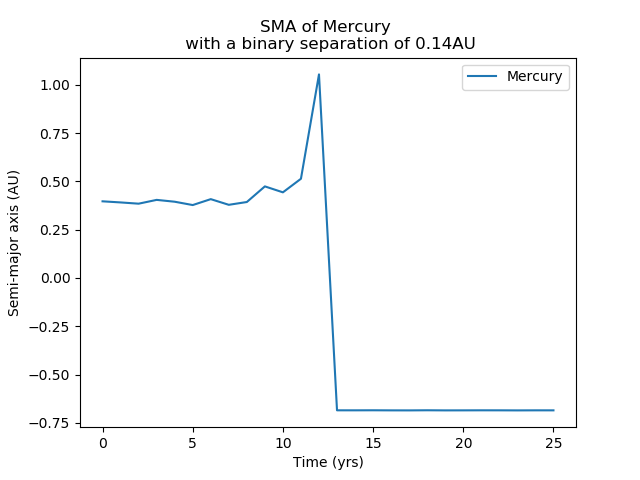 SMA of Mercury
with a binary separation of 0.14AU
Mercury
1.00
0.75
0.50
0.25
0.00
−0.25
−0.50
−0.75
Semi-major axis (AU)
0 5 10 15 20 25
Time (yrs)